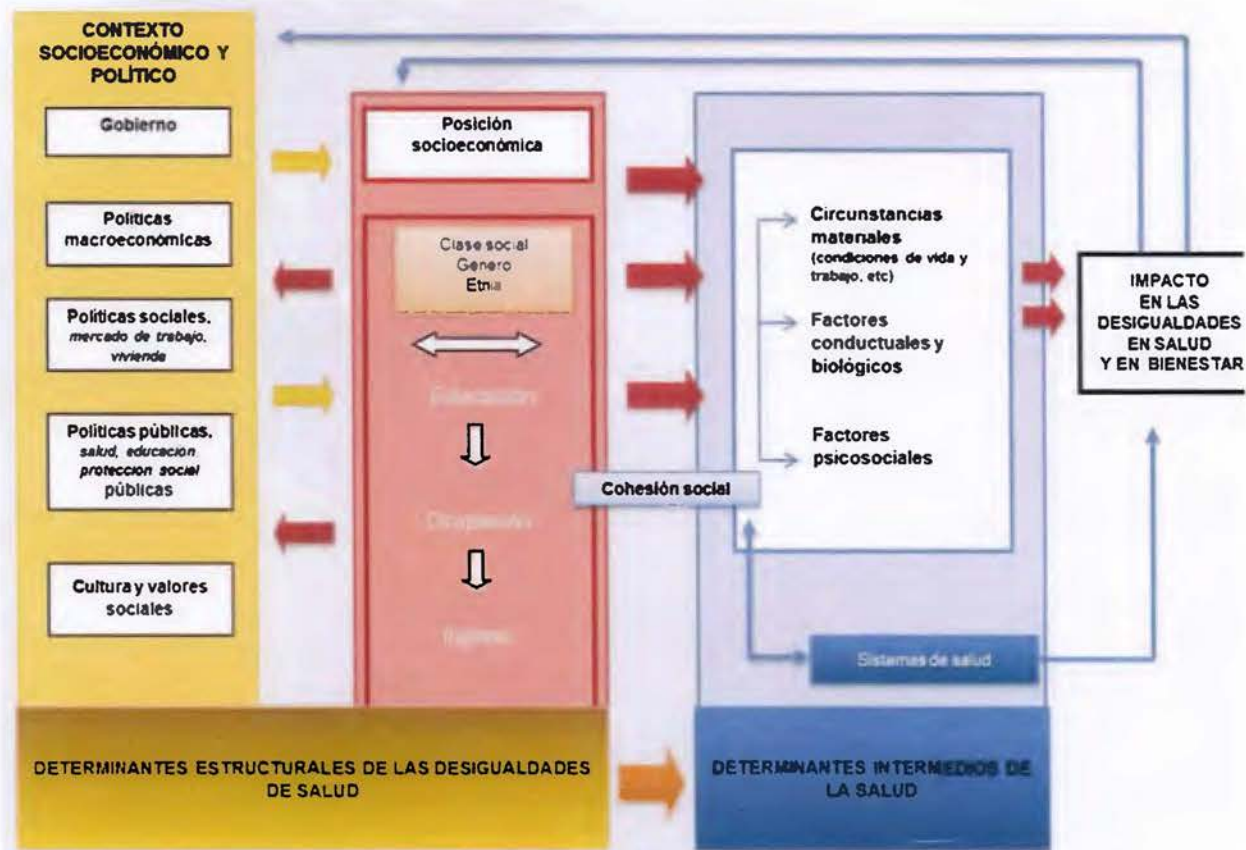 CONTEXTO
SOCIOECONÓMICO Y
POLÍTICO
Gobierno
Políticas
macroeconómicas
Políticas sociales.
mercado de trabajo,
vivienda
Políticas públicas.
salud, educacion
proteccion social
públicas
Cultura y valores
sociales
Posición
socioeconómica
Clase social
Genero
Etnia
Educación
Ocupación
Ingreso
Cohesión social
Circunstancias
materiales
(condiciones de vida y
trabajo, etc)
Factores
conductuales y
biológicos
Factores
psicosociales
Sistemas de salud
IMPACTO
EN LAS
DESIGUALDADES
EN SALUD
Y EN BIENESTAR
DETERMINANTES ESTRUCTURALES DE LAS DESIGUALDADES
DE SALUD
DETERMINANTES INTERMEDIOS DE
LA SALUD